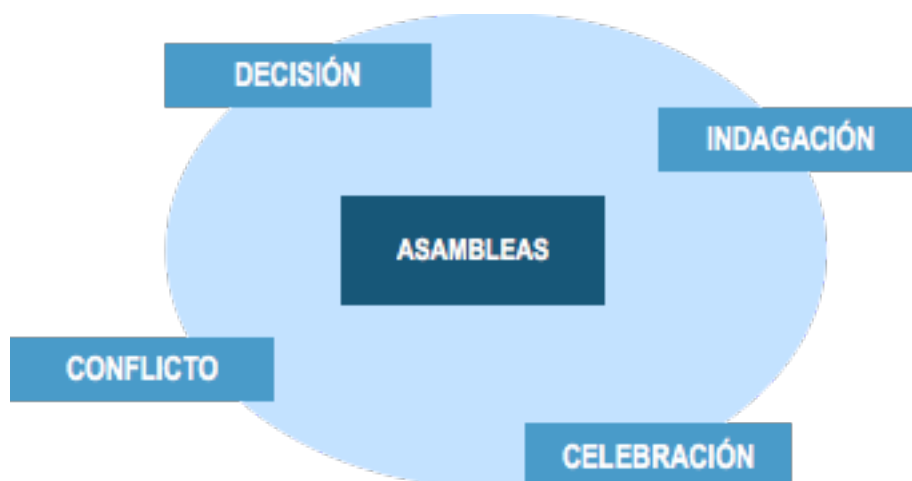 DECISIÓN
INDAGACIÓN
ASAMBLEAS
CONFLICTO
CELEBRACIÓN